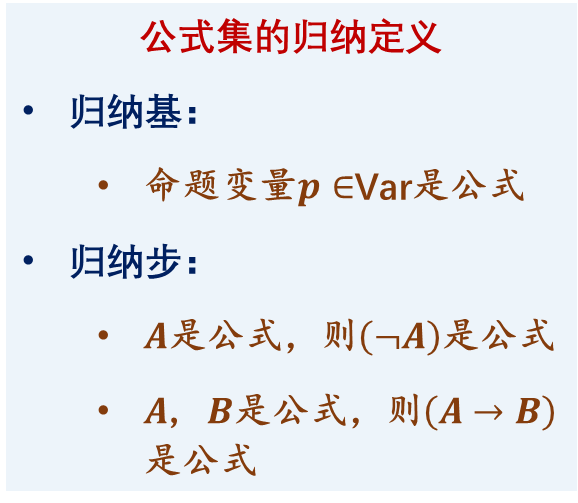 公式集的归纳定义
• 归纳基：
• 命题变量p ∈Var是公式
• 归纳步：
• A是公式，则(¬A)是公式
• A，B是公式，则(A → B)
是公式